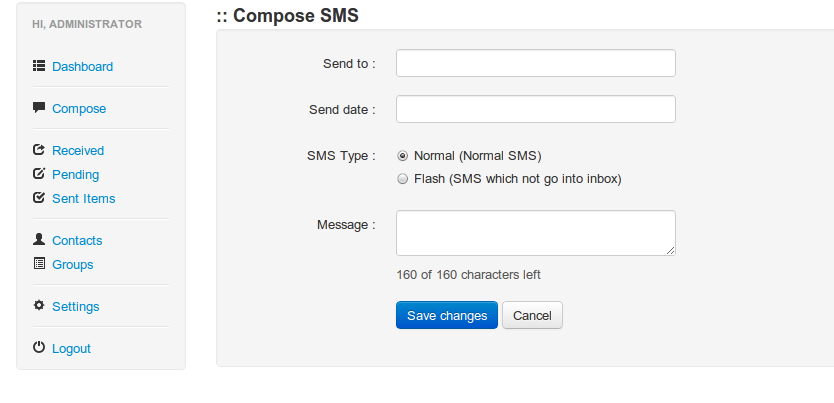 HI, ADMINISTRATOR
Dashboard
Compose
Received
Pending
Sent Items
Contacts
Groups
Settings
Logout
:: Compose SMS
Send to :
Send date :
SMS Type :
Normal (Normal SMS)
Flash (SMS which not go into inbox)
Message :
160 of 160 characters left
Save changes
Cancel